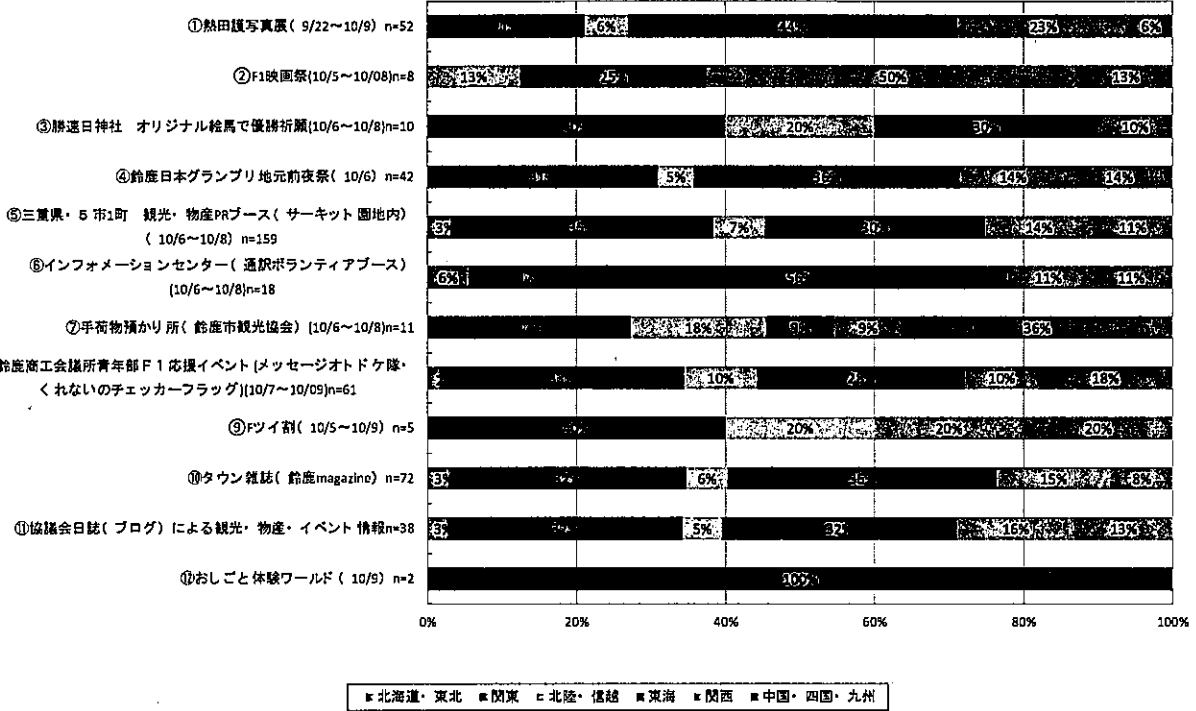 ①熱田護写真展( 9/22～10/9) n=52
6% 44% 23% 6%
②F1映画祭(10/5～10/08)n=8
13% 25% 50% 13%
③勝速日神社　オリジナル絵馬で優勝祈願(10/6～10/8)n=10
20% 30% 10%
④鈴鹿日本グランプリ地元前夜祭( 10/6) n=42
5% 36% 14% 14%
⑤三重県・5 市1町　観光・物産PRブース( サーキット 園地内)
( 10/6～10/8) n=159
3% 7% 30% 14% 11%
⑥インフォメーションセンター( 通訳ボランティアブース)
(10/6～10/8)n=18
6% 56% 11% 11%
⑦手荷物預かり所( 鈴鹿市観光協会) (10/6～10/8)n=11
18% 9% 9% 36%
鈴鹿商工会議所青年部Ｆ１応援イベント (メッセージオトドケ隊・
くれないのチェッカーフラッグ)(10/7～10/09)n=61
10% 10% 18%
⑨Fツイ割( 10/5～10/9) n=5
20% 20% 20%
⑩タウン雑誌( 鈴鹿magazine) n=72
3% 6% 36% 15% 8%
⑪協議会日誌( ブログ) による観光・物産・イベント情報n=38
3% 5% 32% 16% 13%
⑫おしごと体験ワールド ( 10/9) n=2
100%
0% 20% 40% 60% 80% 100%
北海道・東北 関東 北陸・信越 東海 関西 中国・四国・九州